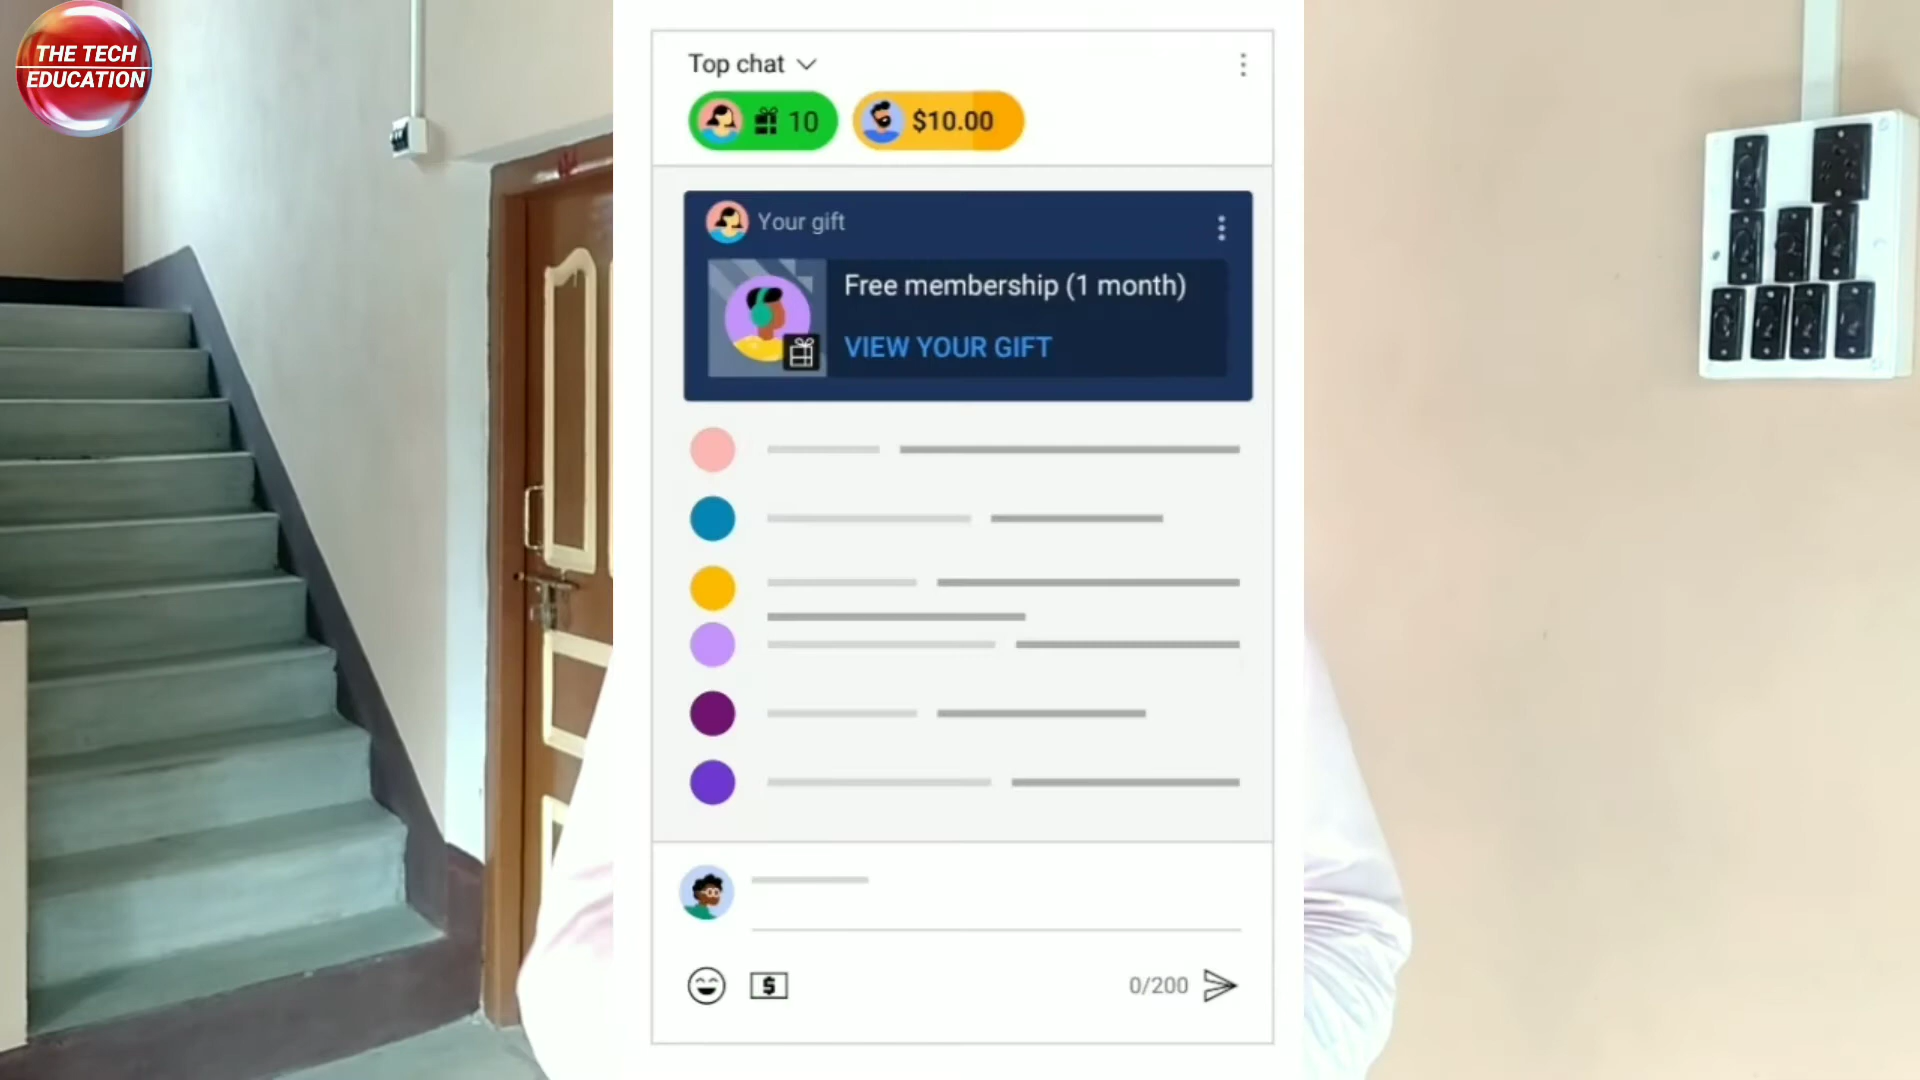 THE TECH
EDUCATION
Top chat
10
$10.00
Your gift
Free membership (1 month)
VIEW YOUR GIFT
$
0/200